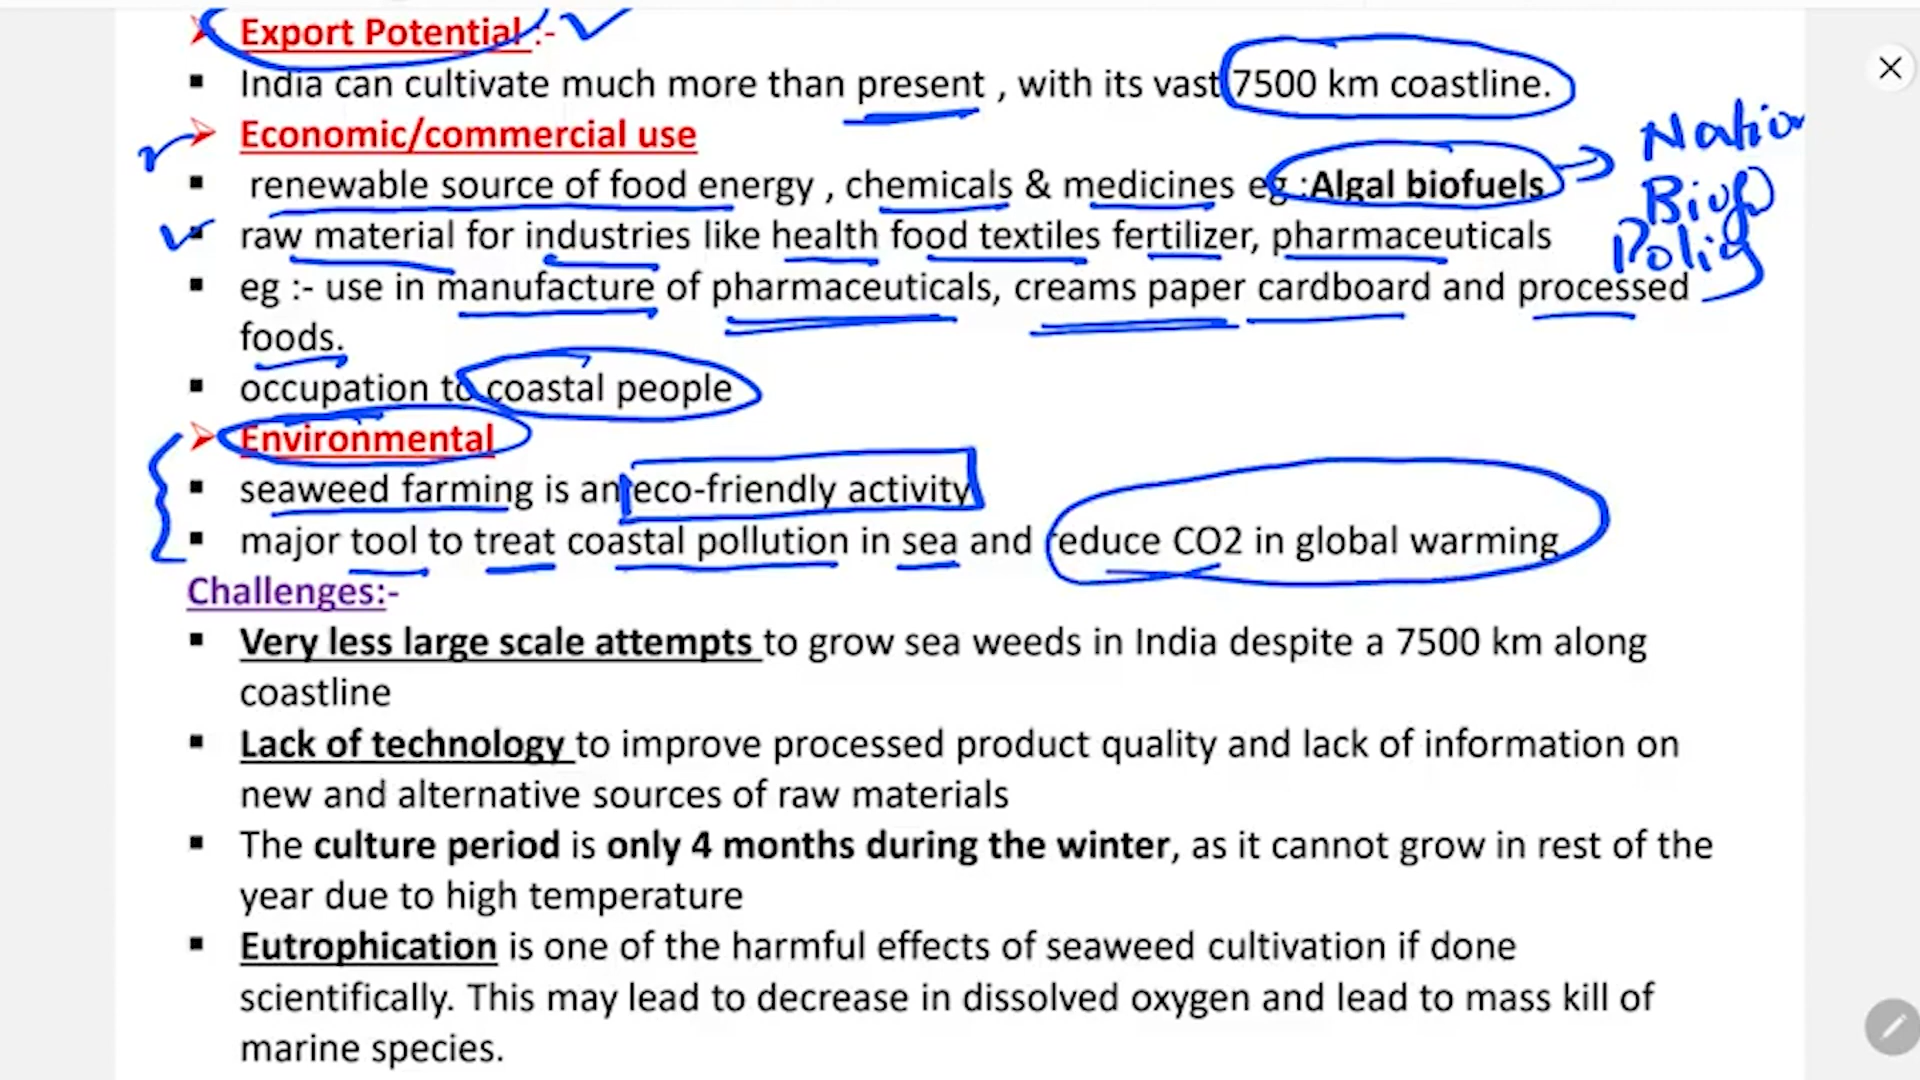 Export Potential :-
India can cultivate much more than present , with its vast 7500 km coastline.
Economic/commercial use
renewable source of food energy , chemicals & medicines eg :Algal biofuels
Natio
Biof
Policy
raw material for industries like health food textiles fertilizer, pharmaceuticals
eg :- use in manufacture of pharmaceuticals, creams paper cardboard and processed
foods.
occupation to coastal people
Environmental
seaweed farming is an eco-friendly activity
major tool to treat coastal pollution in sea and reduce CO2 in global warming
Challenges:-
Very less large scale attempts to grow sea weeds in India despite a 7500 km along
coastline
Lack of technology to improve processed product quality and lack of information on
new and alternative sources of raw materials
The culture period is only 4 months during the winter, as it cannot grow in rest of the
year due to high temperature
Eutrophication is one of the harmful effects of seaweed cultivation if done
scientifically. This may lead to decrease in dissolved oxygen and lead to mass kill of
marine species.